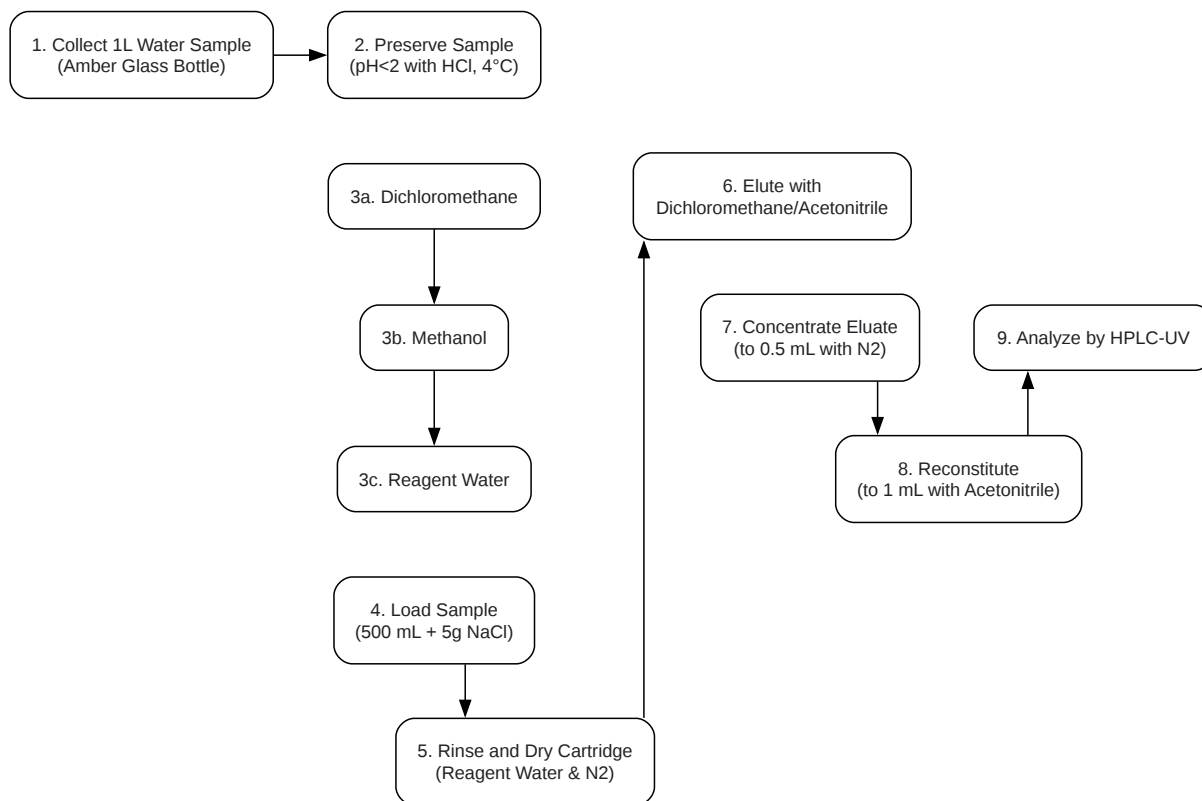 1. Collect 1L Water Sample
(Amber Glass Bottle)
2. Preserve Sample
(pH<2 with HCl, 4°C)
3a. Dichloromethane
3b. Methanol
3c. Reagent Water
4. Load Sample
(500 mL + 5g NaCl)
5. Rinse and Dry Cartridge
(Reagent Water & N2)
6. Elute with
Dichloromethane/Acetonitrile
7. Concentrate Eluate
(to 0.5 mL with N2)
8. Reconstitute
(to 1 mL with Acetonitrile)
9. Analyze by HPLC-UV